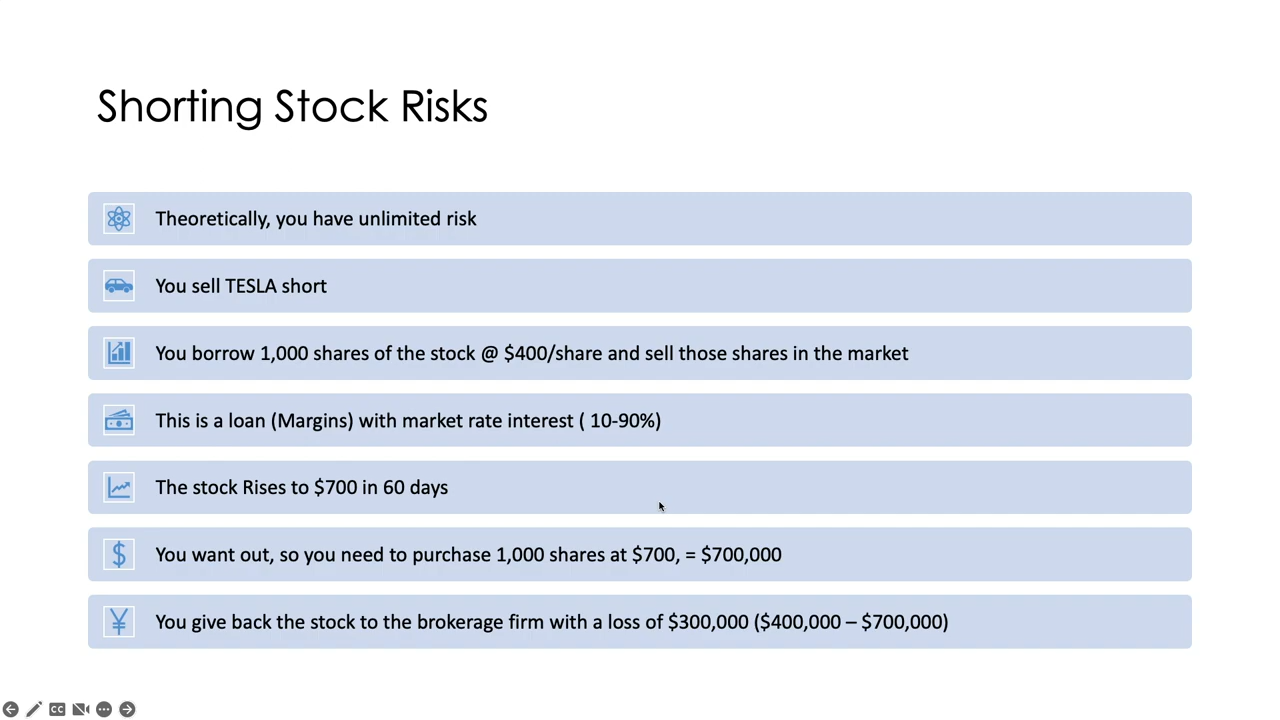 Shorting Stock Risks
Theoretically, you have unlimited risk
You sell TESLA short
You borrow 1,000 shares of the stock @ $400/share and sell those shares in the market
This is a loan (Margins) with market rate interest ( 10-90%)
The stock Rises to $700 in 60 days
You want out, so you need to purchase 1,000 shares at $700, = $700,000
You give back the stock to the brokerage firm with a loss of $300,000 ($400,000 – $700,000)
CC